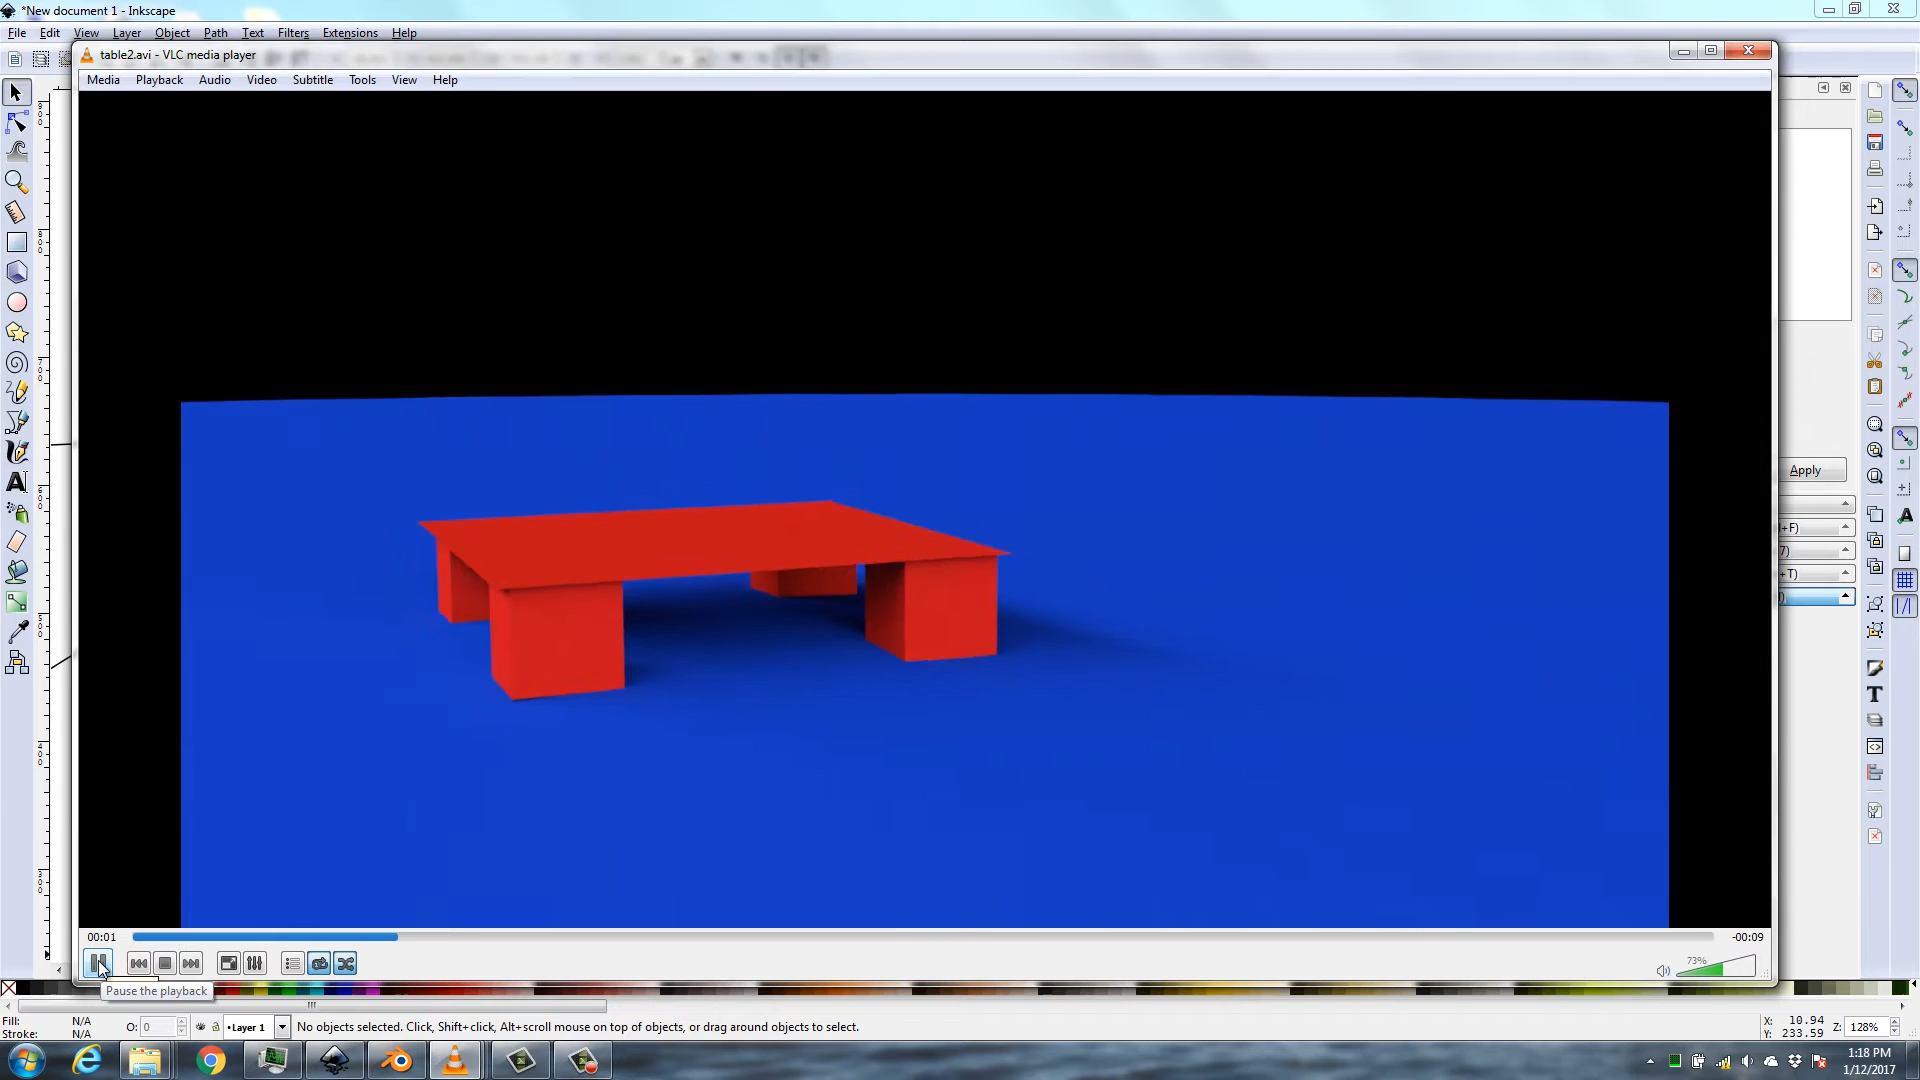 *New document 1 - Inkscape
File Edit View Layer Object Path Text Filters Extensions Help
table2.avi - VLC media player
Media Playback Audio Video Subtitle Tools View Help
Apply
+F)
7)
+T)
00:01
-00:09
73%
Pause the playback
Fill: N/A
Stroke: N/A
O: 0
•Layer 1
No objects selected. Click, Shift+click, Alt+scroll mouse on top of objects, or drag around objects to select.
X: 10.94
Y: 233.59
Z: 128%
1:18 PM
1/12/2017